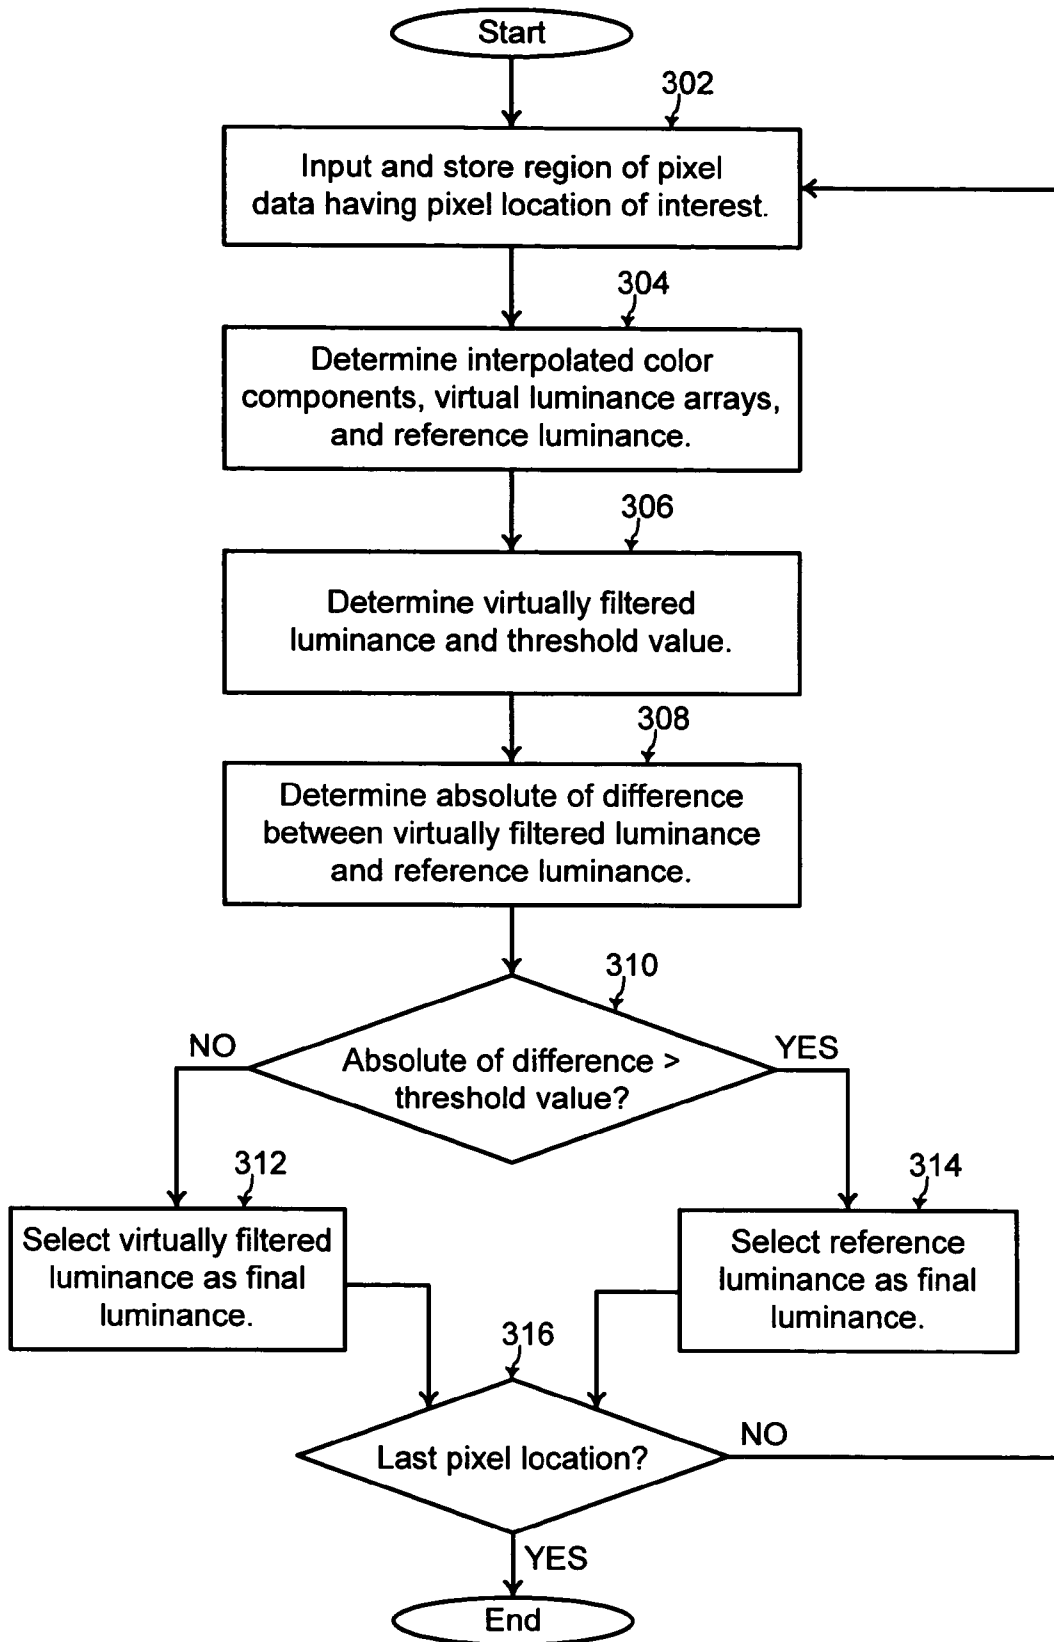 Start
302
Input and store region of pixel
data having pixel location of interest.
304
Determine interpolated color
components, virtual luminance arrays,
and reference luminance.
306
Determine virtually filtered
luminance and threshold value.
308
Determine absolute of difference
between virtually filtered luminance
and reference luminance.
310
NO
YES
Absolute of difference >
threshold value?
312
314
Select virtually filtered
luminance as final
luminance.
Select reference
luminance as final
luminance.
316
Last pixel location?
NO
YES
End